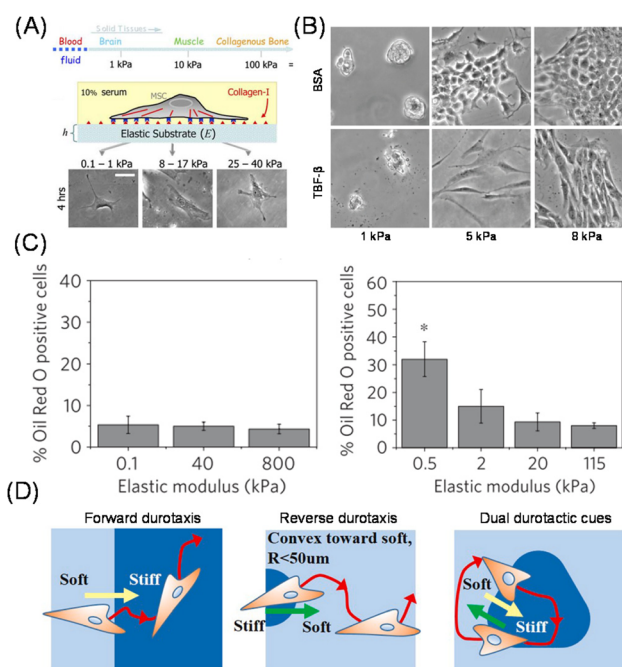 (A)
Solid Tissues
Blood Brain Muscle Collagenous Bone
fluid 1 kPa 10 kPa 100 kPa =
10% serum MSC Collagen-I
h Elastic Substrate (E)
0.1 – 1 kPa 8 – 17 kPa 25 – 40 kPa
4 hrs
(B)
BSA
TBF-β
1 kPa 5 kPa 8 kPa
(C)
% Oil Red O positive cells
40
30
20
10
0
0.1 40 800
Elastic modulus (kPa)
% Oil Red O positive cells
60
50
40
30
20
10
0
*
0.5 2 20 115
Elastic modulus (kPa)
(D)
Forward durotaxis
Soft Stiff
Reverse durotaxis
Convex toward soft,
R<50um
Stiff Soft
Dual durotactic cues
Soft
Stiff